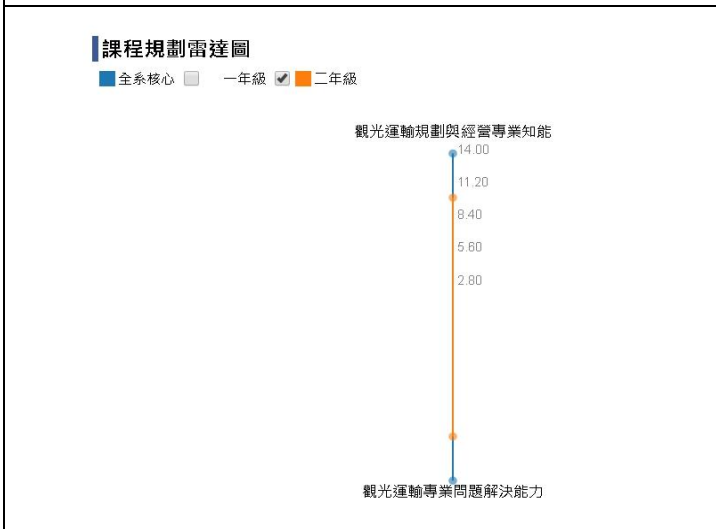 課程規劃雷達圖
全系核心 一年級 二年級
觀光運輸規劃與經營專業知能
14.00
11.20
8.40
5.60
2.80
觀光運輸專業問題解決能力